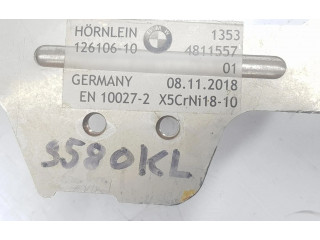 HÖRNLEIN 1353
126106-10 4811557
01
GERMANY 08.11.2018
EN 10027-2 X5CrNi18-10
S580KL